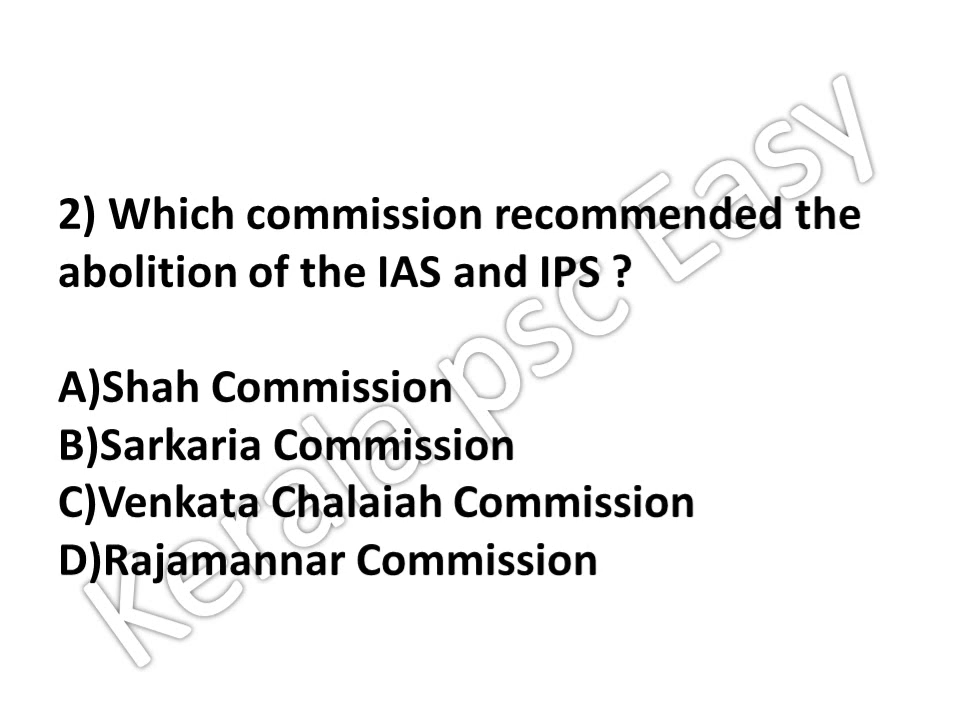 2) Which commission recommended the
abolition of the IAS and IPS ?
A)Shah Commission
B)Sarkaria Commission
C)Venkata Chalaiah Commission
D)Rajamannar Commission
Kerala psc Easy